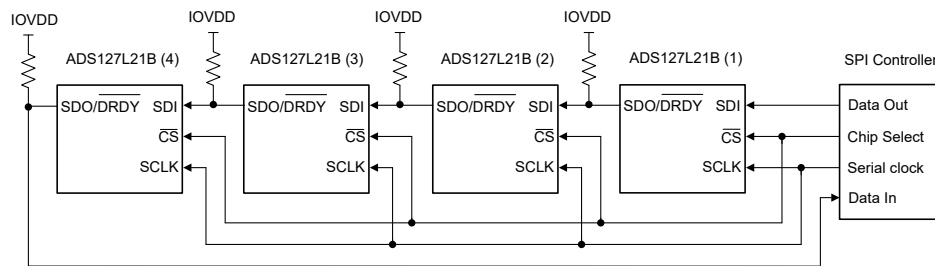 IOVDD IOVDD IOVDD IOVDD
ADS127L21B (4) ADS127L21B (3) ADS127L21B (2) ADS127L21B (1) SPI Controller
SDO/DRDY SDI SDO/DRDY SDI SDO/DRDY SDI SDO/DRDY SDI Data Out
CS CS CS CS Chip Select
SCLK SCLK SCLK SCLK Serial clock
Data In